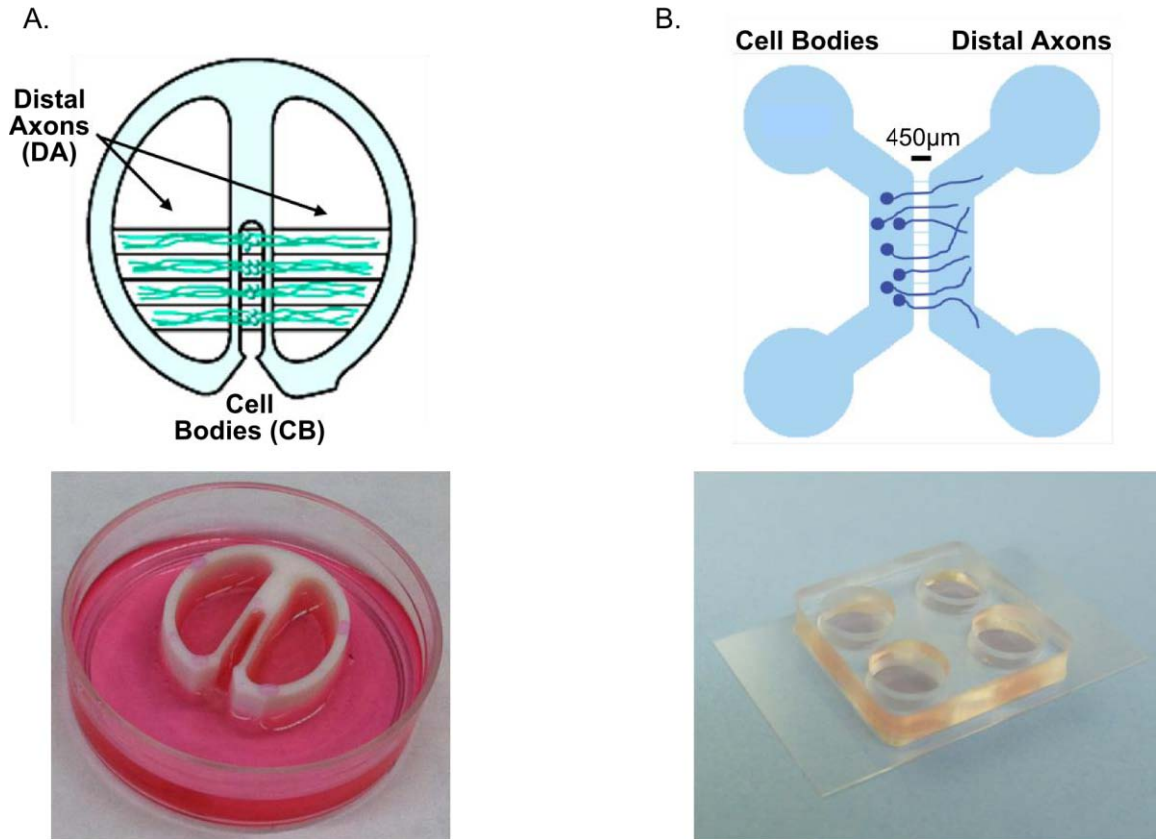 A.
Distal
Axons
(DA)
Cell
Bodies (CB)
B.
Cell Bodies
Distal Axons
450µm